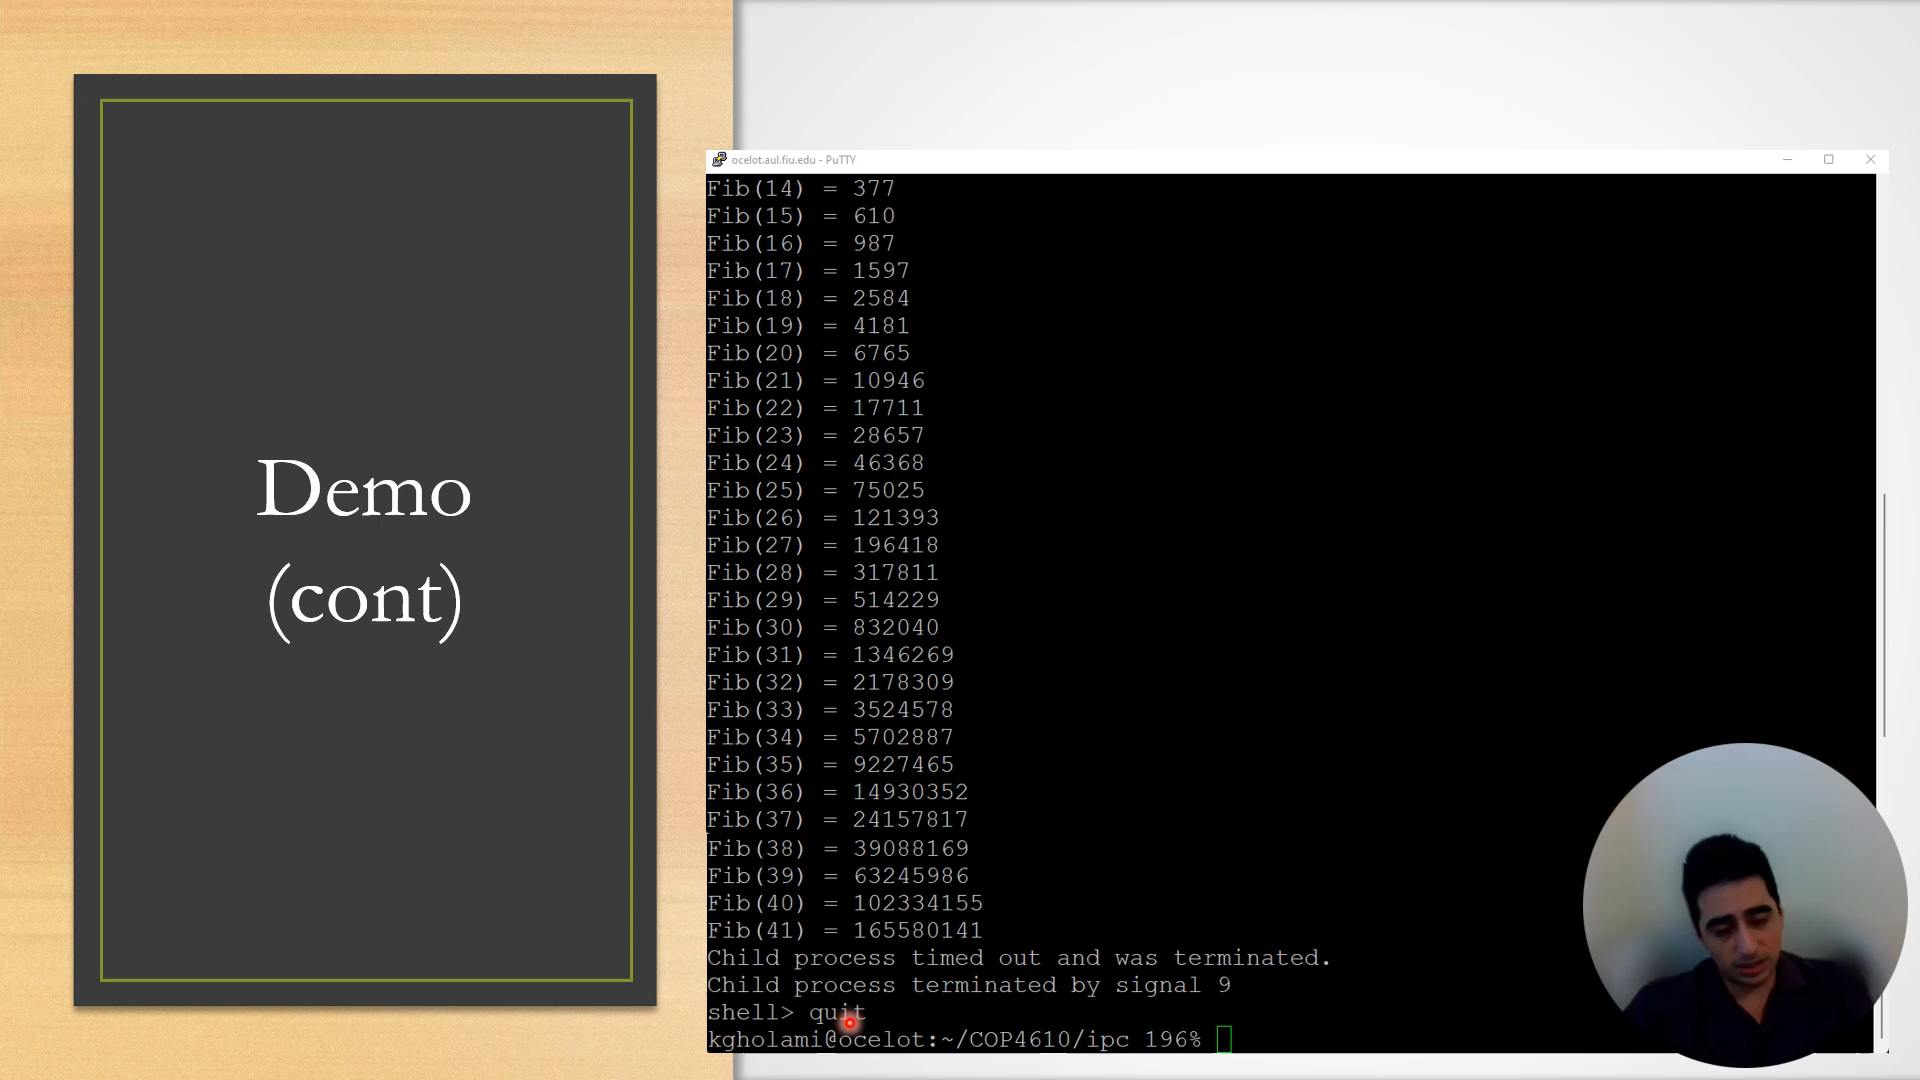 Demo
(cont)
ocelot.aul.fiu.edu - PuTTY
Fib(14) = 377
Fib(15) = 610
Fib(16) = 987
Fib(17) = 1597
Fib(18) = 2584
Fib(19) = 4181
Fib(20) = 6765
Fib(21) = 10946
Fib(22) = 17711
Fib(23) = 28657
Fib(24) = 46368
Fib(25) = 75025
Fib(26) = 121393
Fib(27) = 196418
Fib(28) = 317811
Fib(29) = 514229
Fib(30) = 832040
Fib(31) = 1346269
Fib(32) = 2178309
Fib(33) = 3524578
Fib(34) = 5702887
Fib(35) = 9227465
Fib(36) = 14930352
Fib(37) = 24157817
Fib(38) = 39088169
Fib(39) = 63245986
Fib(40) = 102334155
Fib(41) = 165580141
Child process timed out and was terminated.
Child process terminated by signal 9
shell> quit
kgholami@ocelot:~/COP4610/ipc 196%